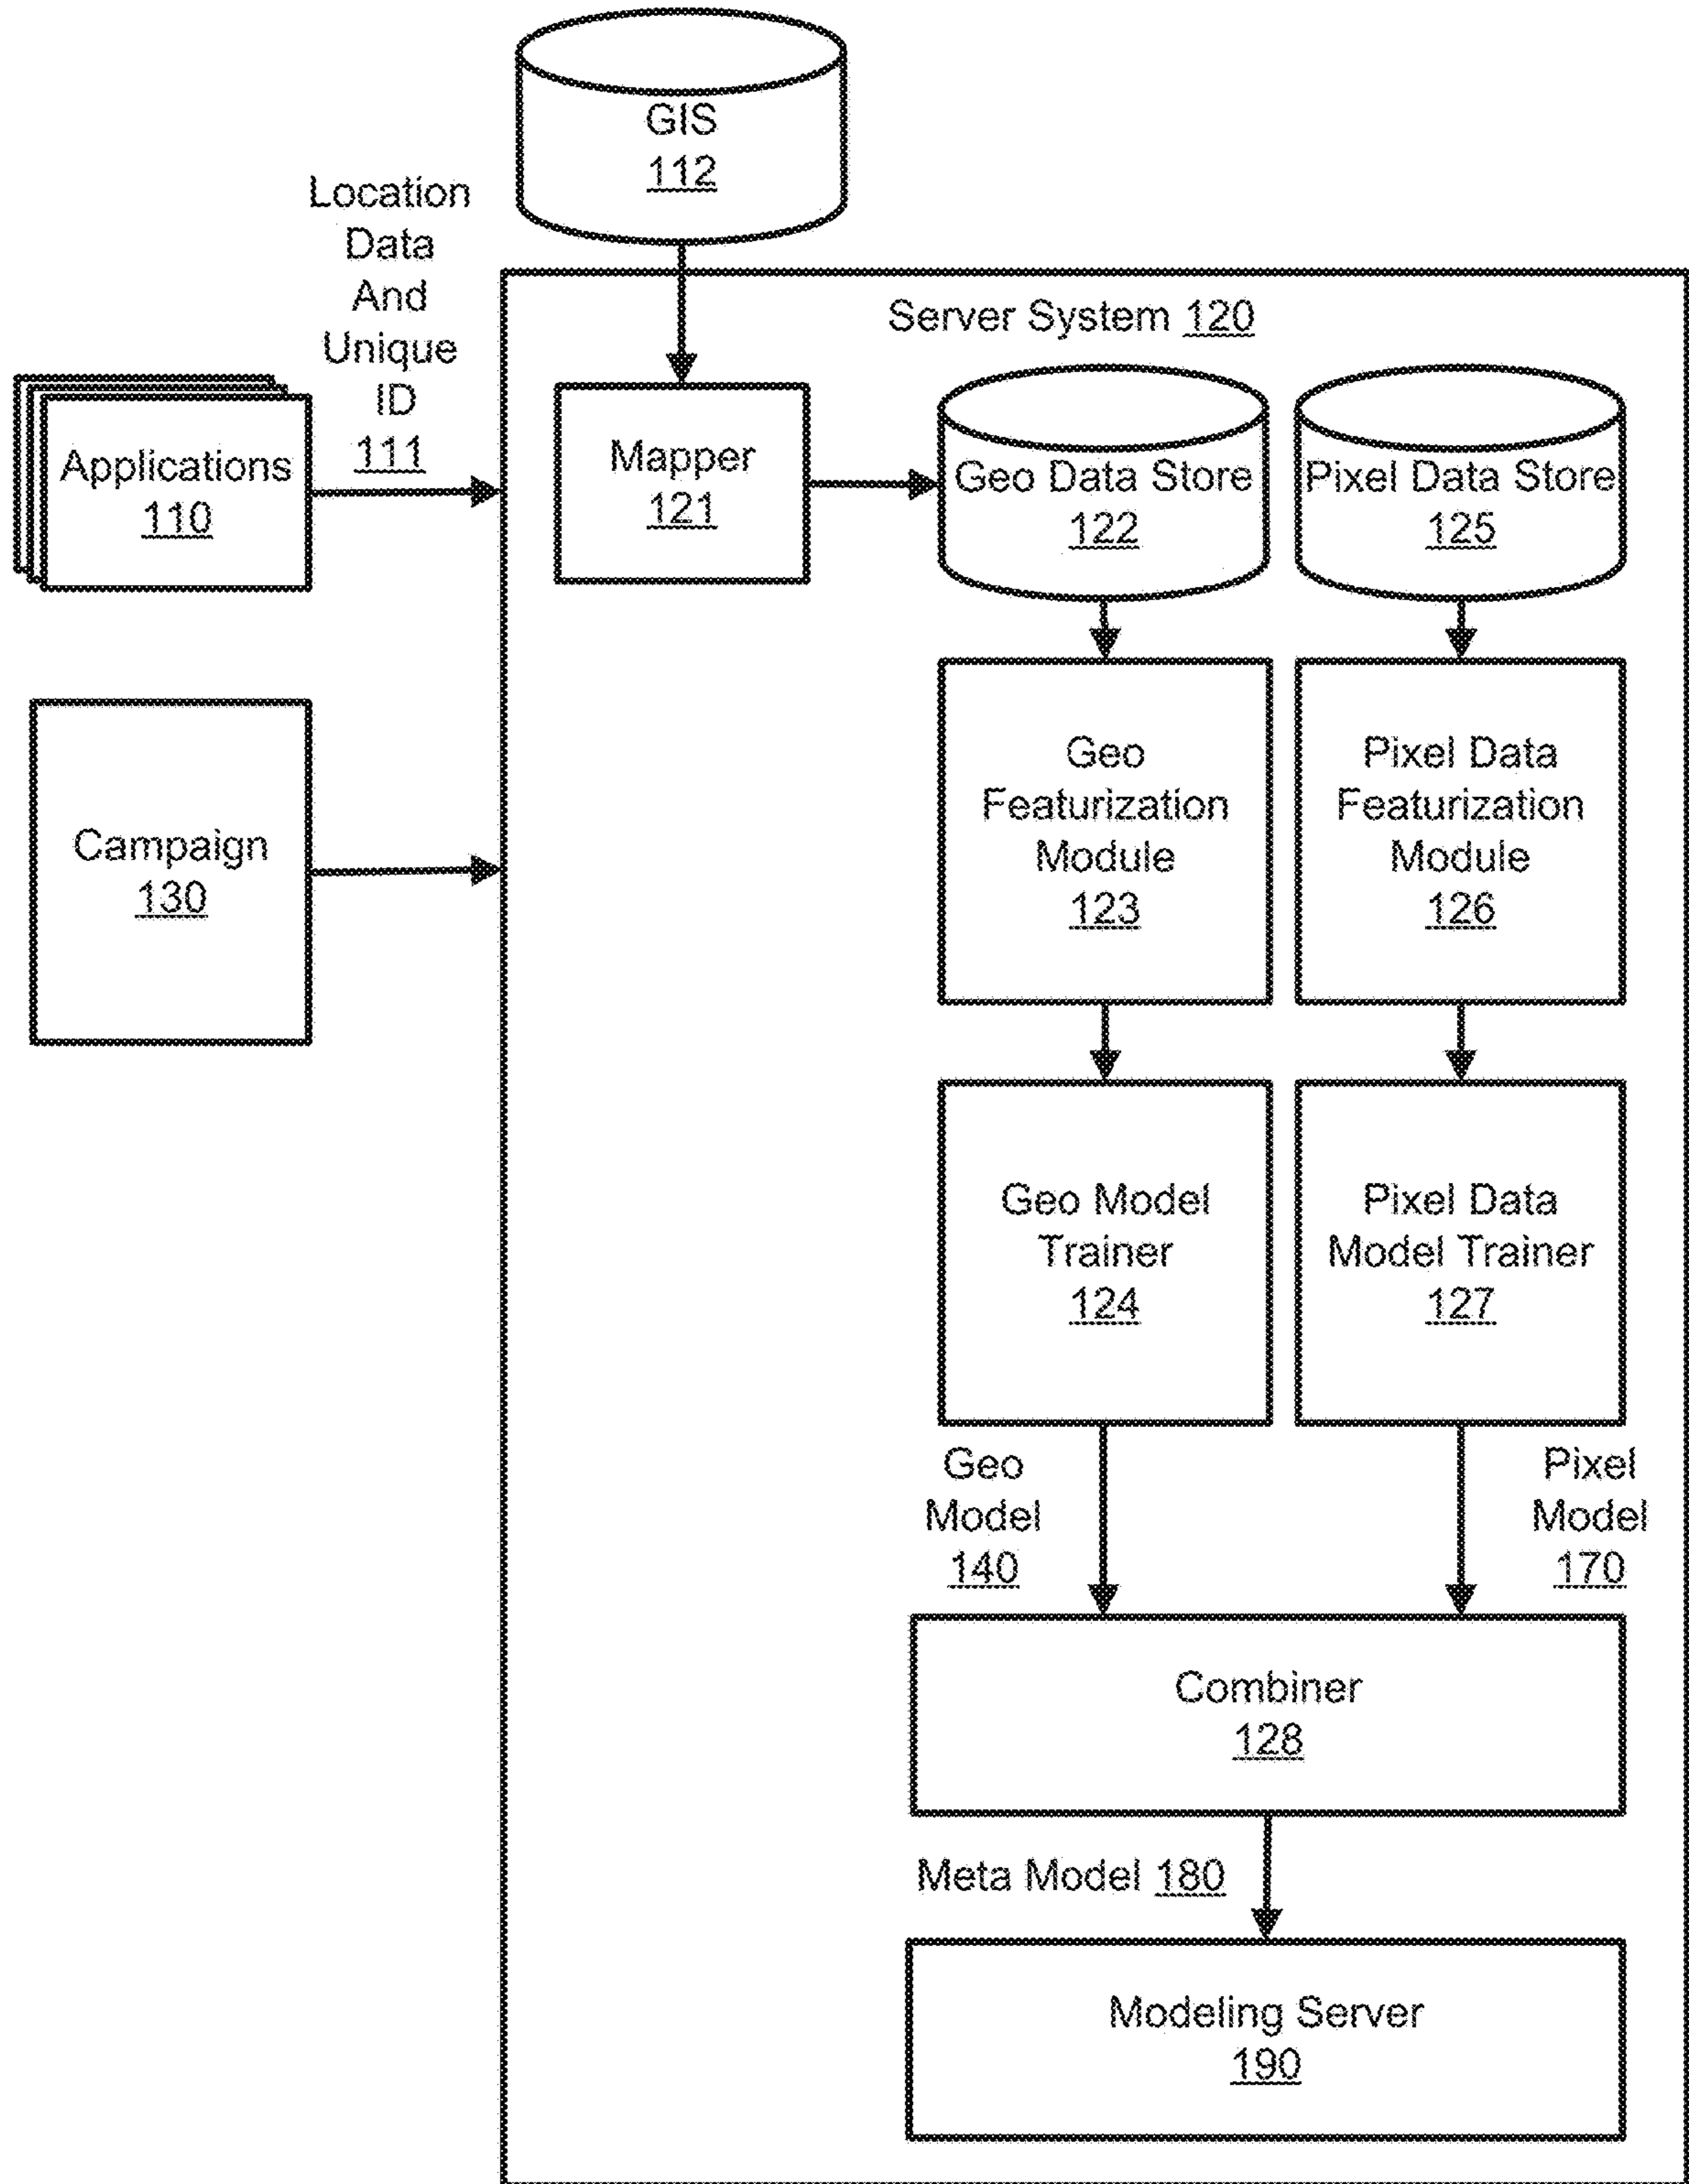 GIS
112
Location
Data
And
Unique
ID
111
Server System 120
Applications
110
Mapper
121
Geo Data Store
122
Pixel Data Store
125
Campaign
130
Geo
Featurization
Module
123
Pixel Data
Featurization
Module
126
Geo Model
Trainer
124
Pixel Data
Model Trainer
127
Geo
Model
140
Pixel
Model
170
Combiner
128
Meta Model 180
Modeling Server
190